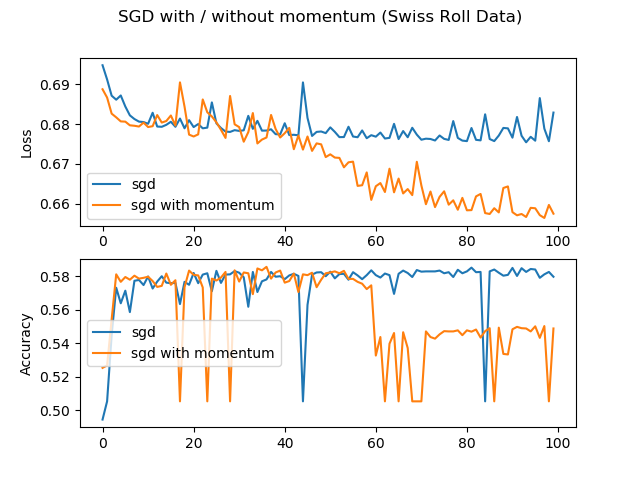 SGD with / without momentum (Swiss Roll Data)
0.69
0.68
0.67
0.66
Loss
sgd
sgd with momentum
0 20 40 60 80 100
0.58
0.56
0.54
0.52
0.50
Accuracy
sgd
sgd with momentum
0 20 40 60 80 100